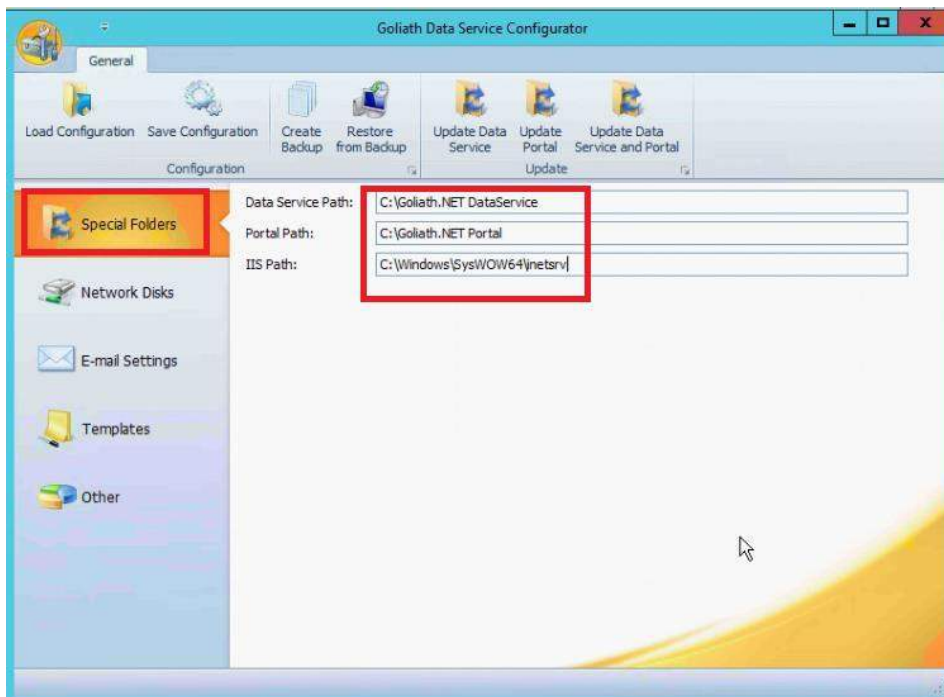 Goliath Data Service Configurator
General
Load Configuration
Save Configuration
Create
Backup
Restore
from Backup
Update Data
Service
Update
Portal
Update Data
Service and Portal
Configuration
Update
Special Folders
Network Disks
E-mail Settings
Templates
Other
Data Service Path: C:\Goliath.NET DataService
Portal Path: C:\Goliath.NET Portal
IIS Path: C:\Windows\SysWOW64\inetsrv